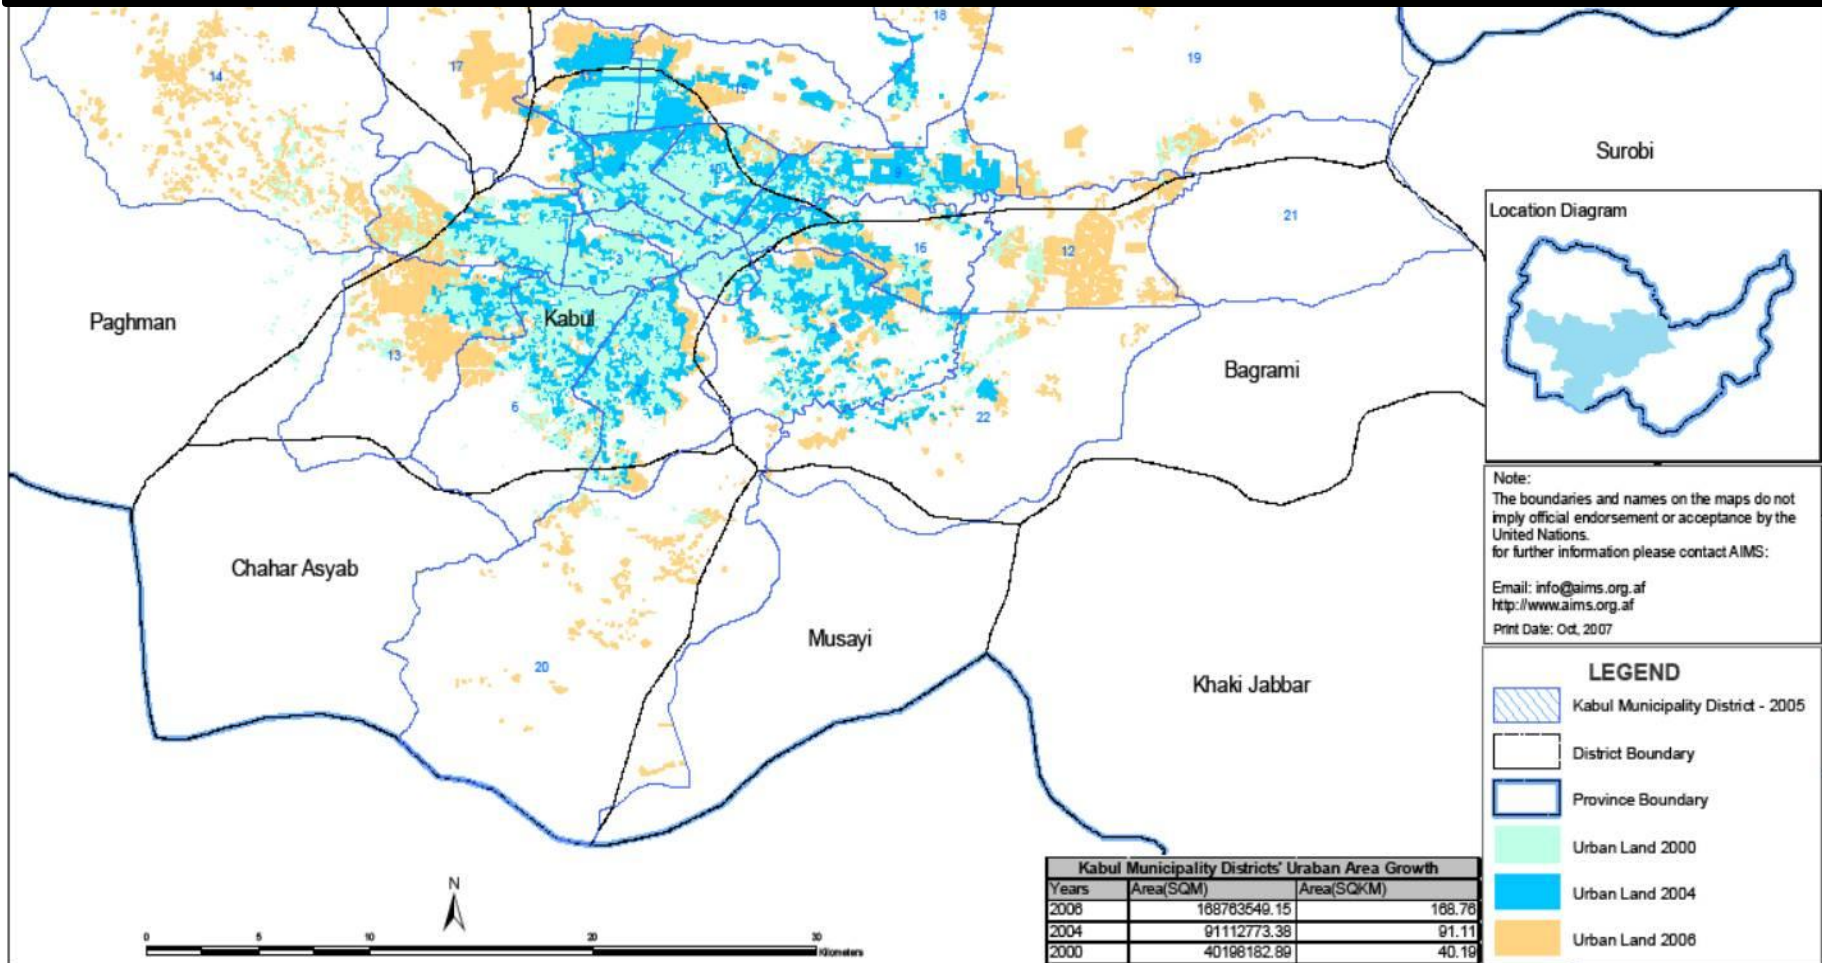 18
19
17
14
15
Surobi
9
10
Location Diagram
21
16
12
3
Paghman
Kabul
13
8
Bagrami
6
22
Note:
The boundaries and names on the maps do not
imply official endorsement or acceptance by the
United Nations.
for further information please contact AIMS:
Email: info@aims.org.af
http://www.aims.org.af
Print Date: Oct, 2007
Chahar Asyab
Musayi
20
Khaki Jabbar
LEGEND
Kabul Municipality District - 2005
District Boundary
Province Boundary
Urban Land 2000
Urban Land 2004
Urban Land 2006
N
0 5 10 20 30
Kilometers
Kabul Municipality Districts' Uraban Area Growth
Years Area(SQM) Area(SQKM)
2006 168763549.15 168.76
2004 91112773.38 91.11
2000 40198182.89 40.19